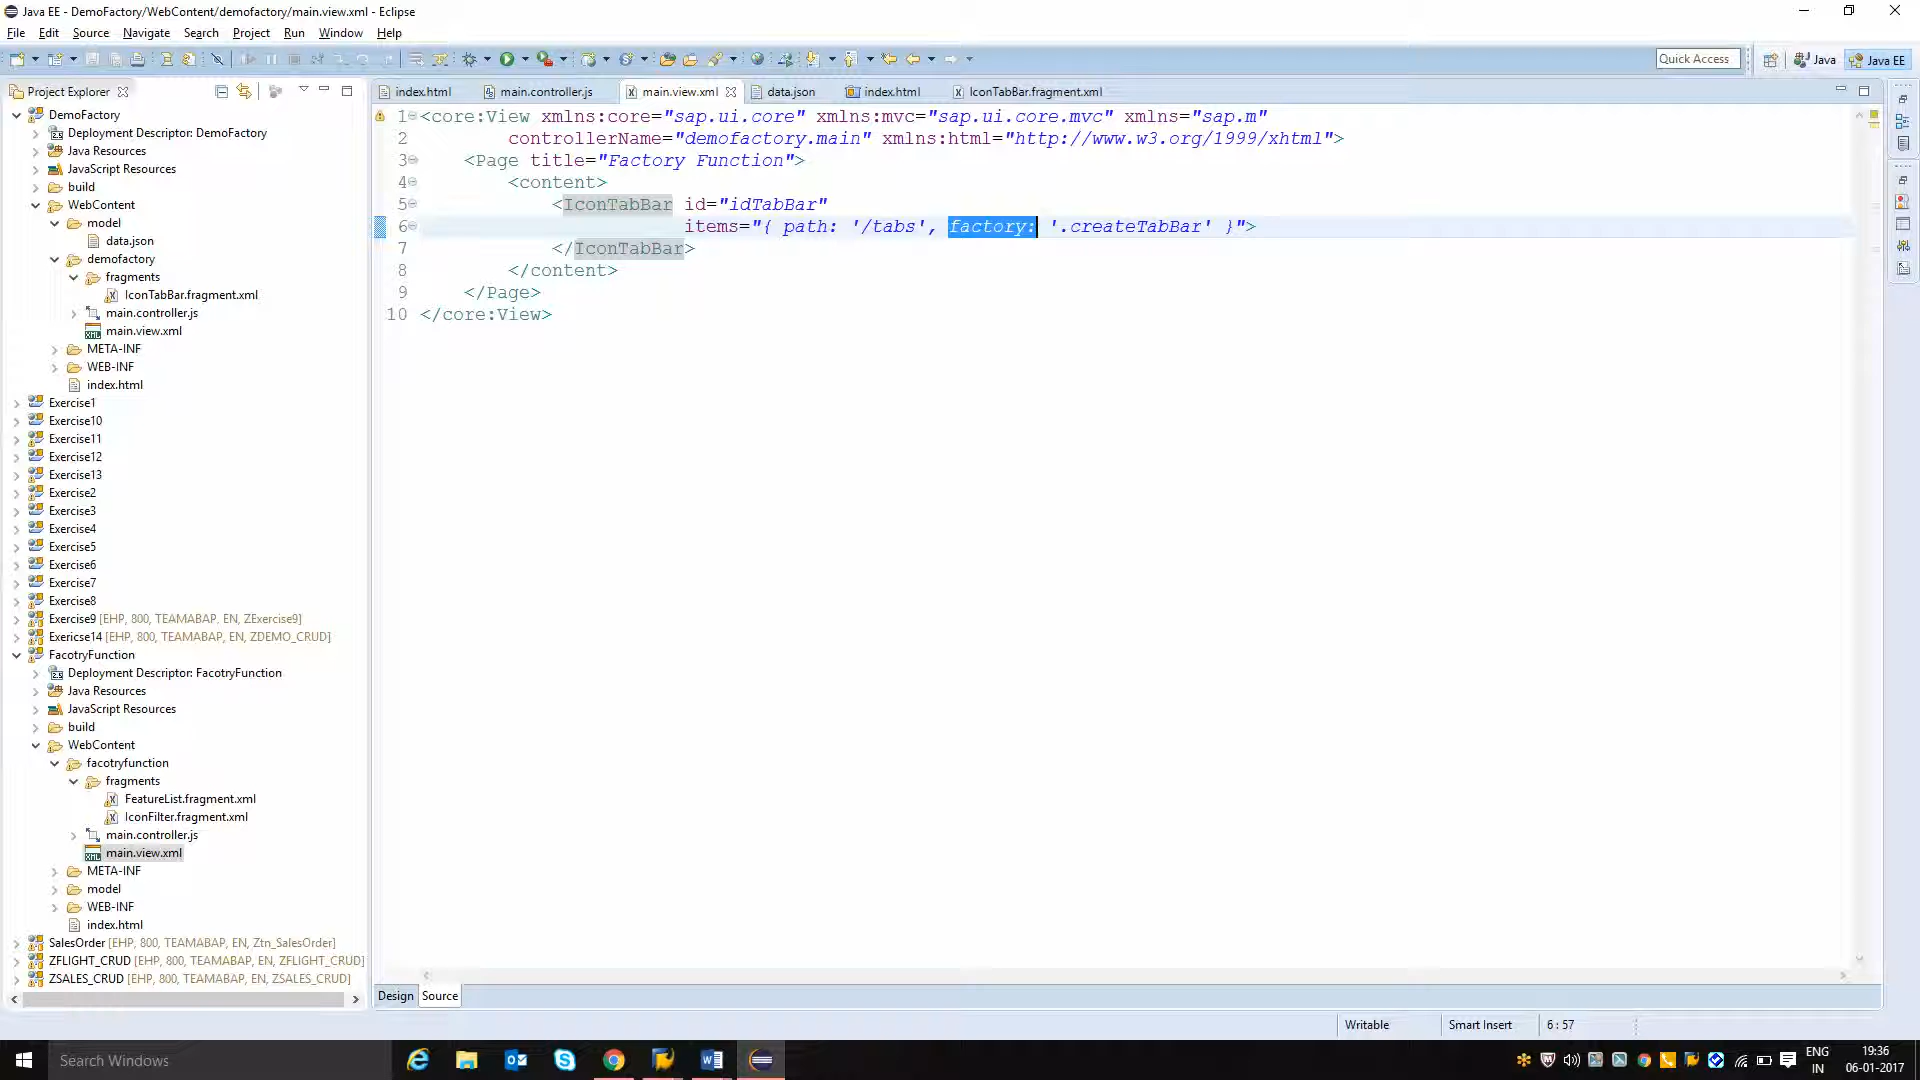 Java EE - DemoFactory/WebContent/demofactory/main.view.xml - Eclipse
File Edit Source Navigate Search Project Run Window Help
Quick Access
Java
Java EE
Project Explorer
index.html
main.controller.js
main.view.xml
data.json
index.html
IconTabBar.fragment.xml
DemoFactory
Deployment Descriptor: DemoFactory
Java Resources
JavaScript Resources
build
WebContent
model
data.json
demofactory
fragments
IconTabBar.fragment.xml
main.controller.js
main.view.xml
META-INF
WEB-INF
index.html
Exercise1
Exercise10
Exercise11
Exercise12
Exercise13
Exercise2
Exercise3
Exercise4
Exercise5
Exercise6
Exercise7
Exercise8
Exercise9 [EHP, 800, TEAMABAP, EN, ZExercise9]
Exericse14 [EHP, 800, TEAMABAP, EN, ZDEMO_CRUD]
FacotryFunction
Deployment Descriptor: FacotryFunction
Java Resources
JavaScript Resources
build
WebContent
facotryfunction
fragments
FeatureList.fragment.xml
IconFilter.fragment.xml
main.controller.js
main.view.xml
META-INF
model
WEB-INF
index.html
SalesOrder [EHP, 800, TEAMABAP, EN, Ztn_SalesOrder]
ZFLIGHT_CRUD [EHP, 800, TEAMABAP, EN, ZFLIGHT_CRUD]
ZSALES_CRUD [EHP, 800, TEAMABAP, EN, ZSALES_CRUD]
1 <core:View xmlns:core="sap.ui.core" xmlns:mvc="sap.ui.core.mvc" xmlns="sap.m"
2 controllerName="demofactory.main" xmlns:html="http://www.w3.org/1999/xhtml">
3 <Page title="Factory Function">
4 <content>
5 <IconTabBar id="idTabBar"
6 items="{ path: '/tabs', factory: '.createTabBar' }">
7 </IconTabBar>
8 </content>
9 </Page>
10 </core:View>
Design
Source
Writable
Smart Insert
6 : 57
Search Windows
ENG
IN
19:36
06-01-2017